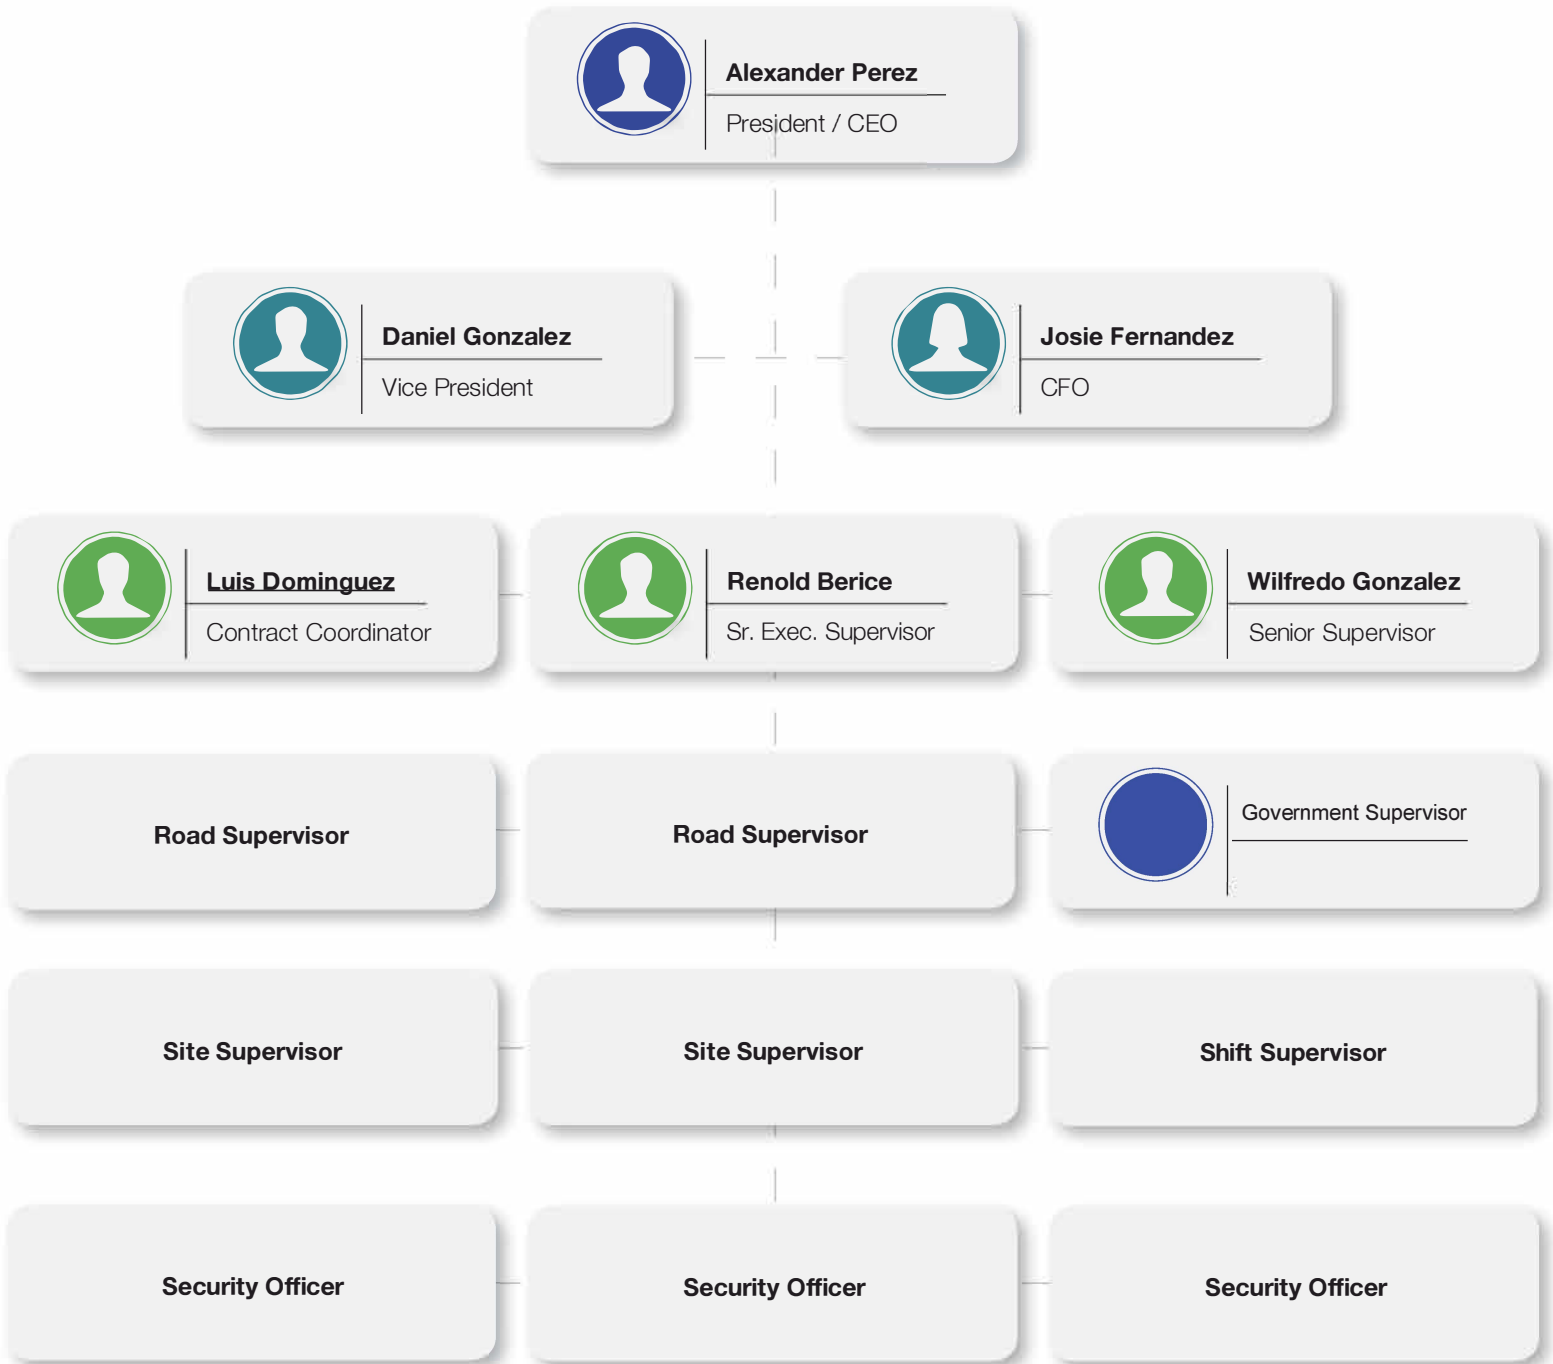 Alexander Perez
President / CEO
Daniel Gonzalez
Vice President
Josie Fernandez
CFO
Luis Dominguez
Contract Coordinator
Renold Berice
Sr. Exec. Supervisor
Wilfredo Gonzalez
Senior Supervisor
Road Supervisor
Road Supervisor
Government Supervisor
Site Supervisor
Site Supervisor
Shift Supervisor
Security Officer
Security Officer
Security Officer